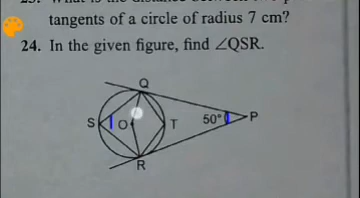 tangents of a circle of radius 7 cm?
24. In the given figure, find ∠QSR.
Q
S O T 50° P
R